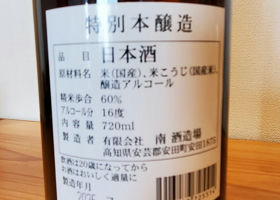 特別本醸造
品目 日本酒
原材料名 米(国産)、米こうじ(国産米)、
醸造アルコール
精米歩合 60%
アルコール分 16度
内容量 720ml
製造者 有限会社 南 酒造場
高知県安芸郡安田町安田
飲酒は20歳になってから
お酒はおいしく適量に
製造年月